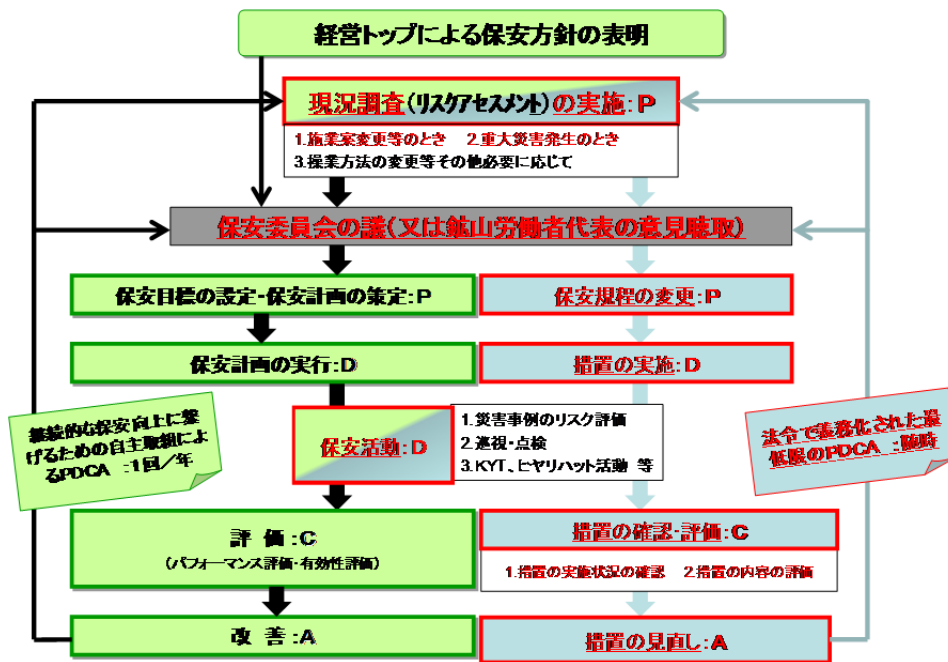 経営トップによる保安方針の表明
現況調査(リスクアセスメント)の実施:P
1.施業案変更等のとき 2.重大災害発生のとき
3.操業方法の変更等その他必要に応じて
保安委員会の議(又は鉱山労働者代表の意見聴取)
保安目標の設定・保安計画の策定:P
保安規程の変更:P
保安計画の実行:D
措置の実施:D
保安活動:D
1.災害事例のリスク評価
2.巡視・点検
3.KYT、ヒヤリハット活動 等
継続的な保安向上に繋
げるための自主取組によ
るPDCA :1回/年
法令で義務化された最
低限のPDCA :随時
評 価:C
(パフォーマンス評価・有効性評価)
措置の確認・評価:C
1.措置の実施状況の確認 2.措置の内容の評価
改 善:A
措置の見直し:A